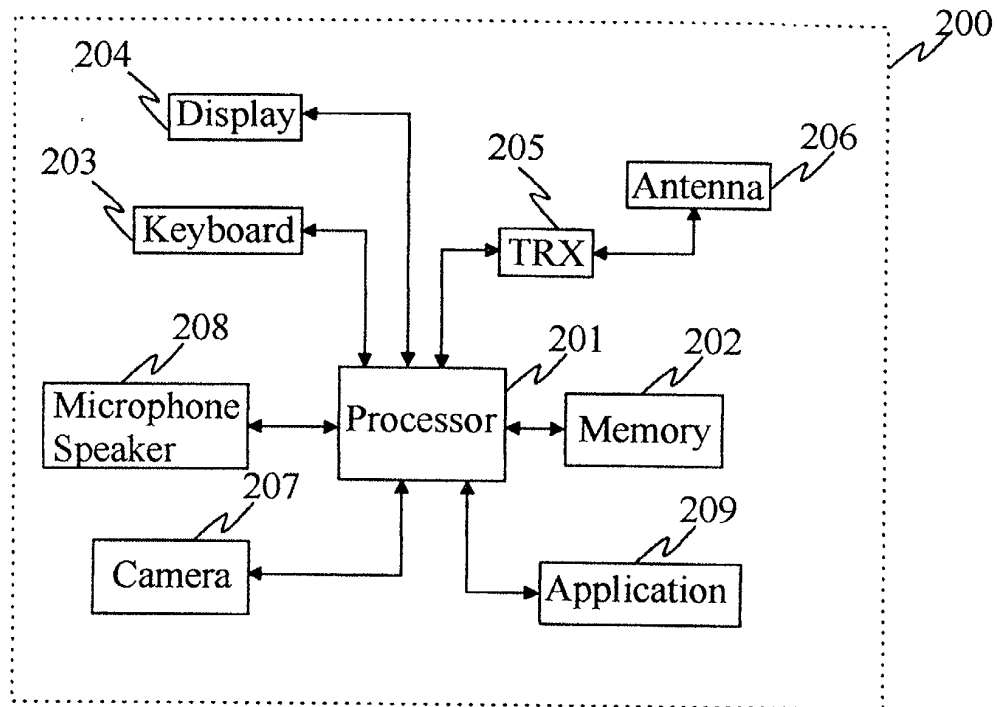 200
204
Display
205
206
Antenna
203
Keyboard
TRX
208
201
202
Microphone
Speaker
Processor
Memory
207
209
Camera
Application